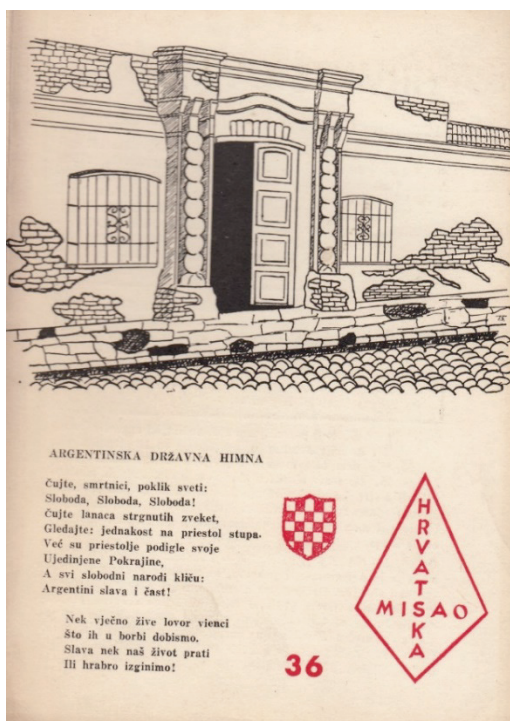 ARGENTINSKA DRŽAVNA HIMNA
Čujte, smrtnici, poklik sveti:
Sloboda, Sloboda, Sloboda!
Čujte lanaca strgnutih zveket,
Gledajte: jednakost na priestol stupa.
Već su priestolje podigle svoje
Ujedinjene Pokrajine,
A svi slobodni narodi kliču:
Argentini slava i čast!
Nek vječno žive lovor vienci
Što ih u borbi dobismo.
Slava nek naš život prati
Ili hrabro izginimo!
36
HRVATSKA
MISAO